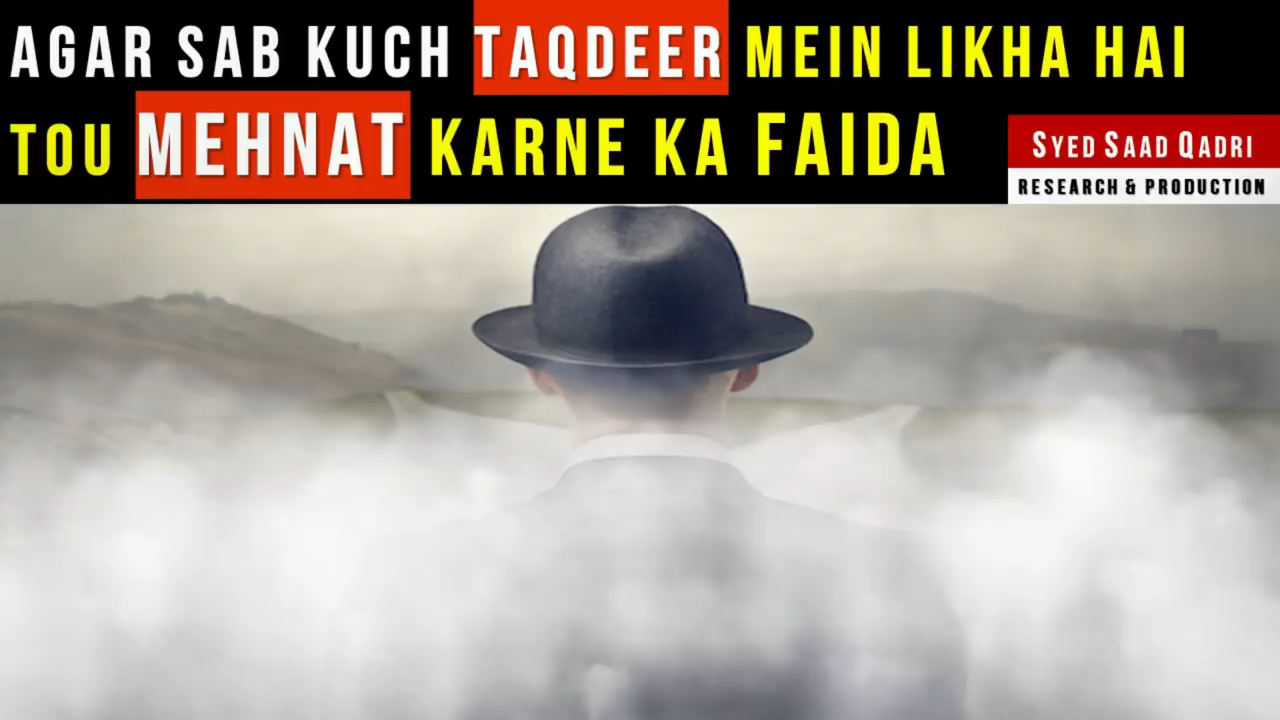 AGAR SAB KUCH TAQDEER MEIN LIKHA HAI
TOU MEHNAT KARNE KA FAIDA
SYED SAAD QADRI
RESEARCH & PRODUCTION